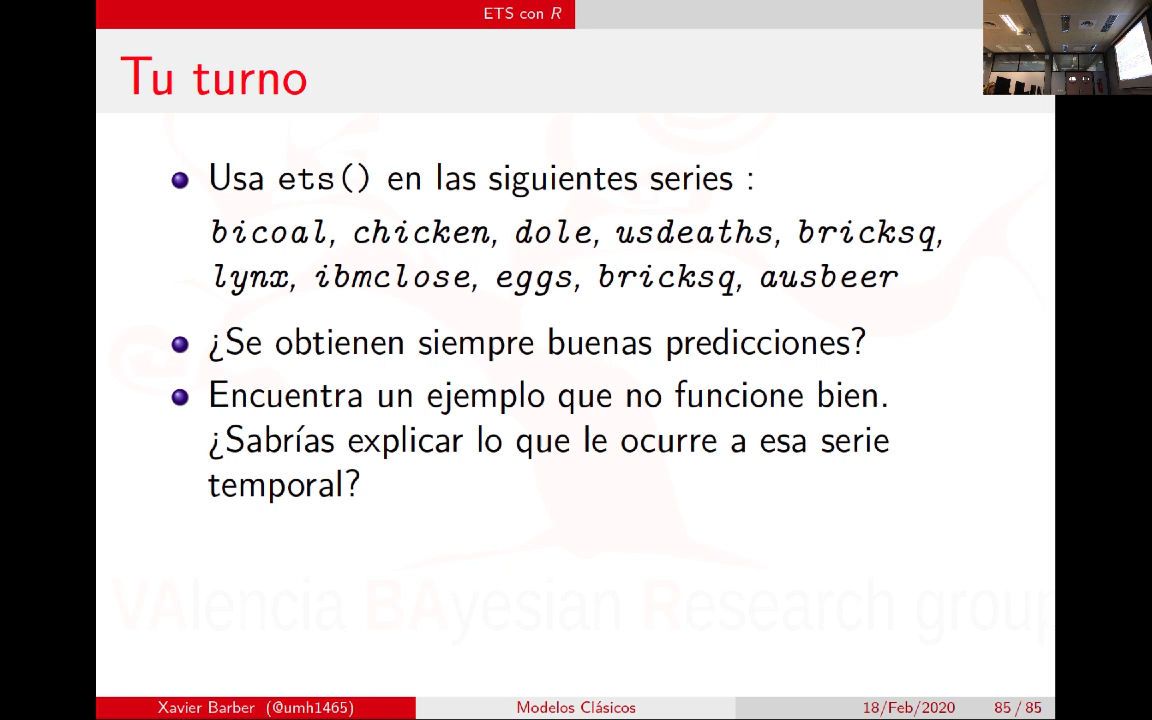 ETS con R
Tu turno
Usa ets() en las siguientes series :
bicoal, chicken, dole, usdeaths, bricksq,
lynx, ibmclose, eggs, bricksq, ausbeer
¿Se obtienen siempre buenas predicciones?
Encuentra un ejemplo que no funcione bien.
¿Sabrías explicar lo que le ocurre a esa serie
temporal?
VAlencia BAyesian Research group
Xavier Barber (@umh1465)
Modelos Clásicos
18/Feb/2020
85 / 85